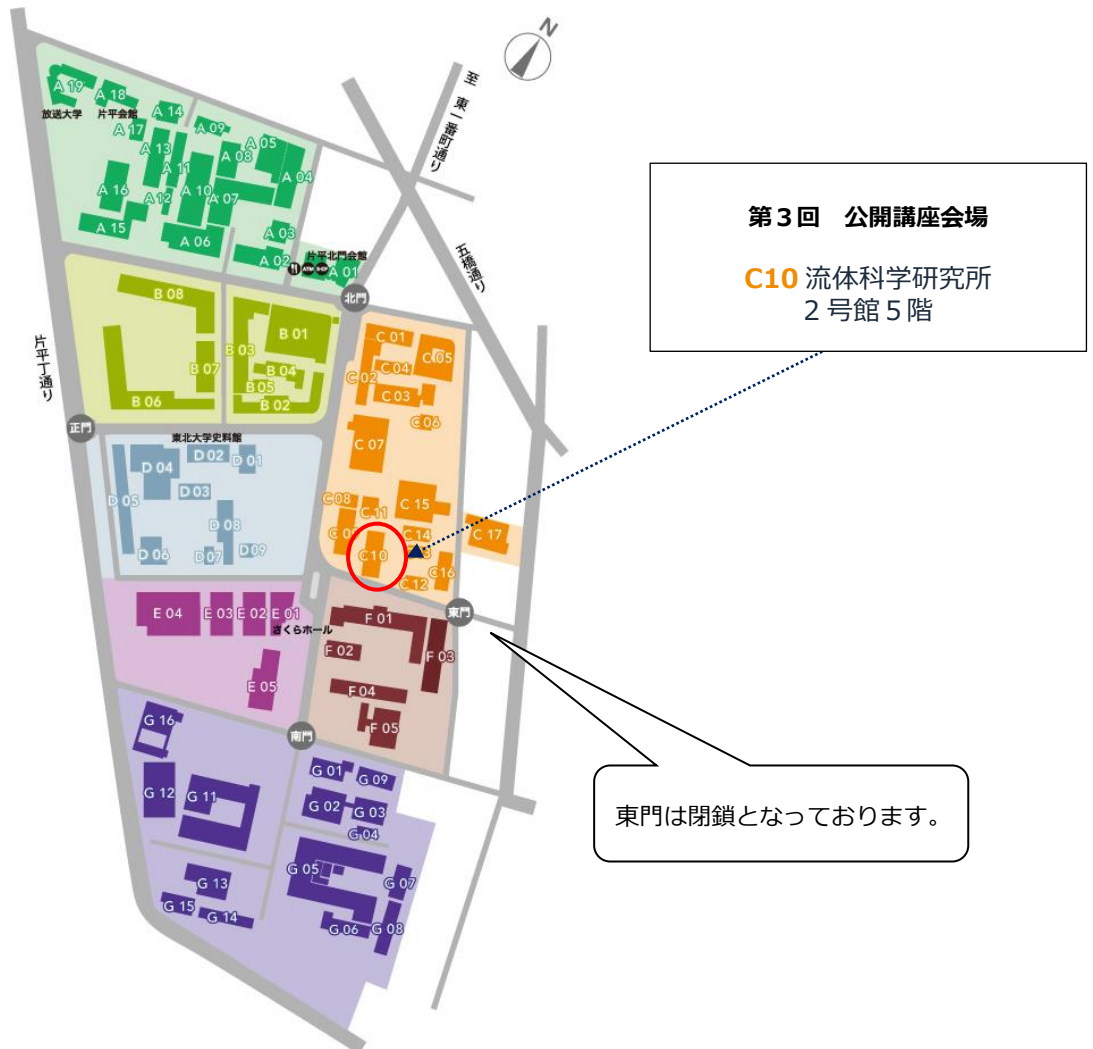 N
至 東一番町通り
五橋通り
片平丁通り
A 19
A 18
放送大学
片平会館
A 14
A 17
A 09
A 05
A 13
A 08
A 11
A 04
A 16
A 10
A 07
A 12
A 15
A 06
A 03
A 02
片平北門会館
ATM
A 01
北門
第３回 公開講座会場
C10 流体科学研究所
２号館５階
B 08
B 01
B 03
B 07
B 04
B 05
B 06
B 02
C 01
C 05
C 04
C 02
C 03
C 06
C 07
正門
東北大学史料館
D 02
D 01
D 04
D 03
D 05
D 08
D 06
D 07
D 09
C 08
C 11
C 15
C 14
C 17
C10
C 16
C 12
東門
E 04
E 03
E 02
E 01
さくらホール
E 05
F 01
F 02
F 03
F 04
F 05
南門
東門は閉鎖となっております。
G 16
G 12
G 11
G 01
G 09
G 02
G 03
G 04
G 05
G 07
G 13
G 15
G 14
G 06
G 08